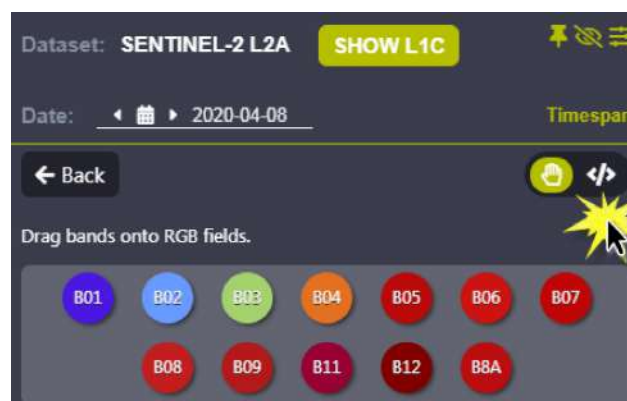 Dataset: SENTINEL-2 L2A SHOW L1C
Date: 2020-04-08 Timespan
Back </>
Drag bands onto RGB fields.
B01 B02 B03 B04 B05 B06 B07
B08 B09 B11 B12 B8A